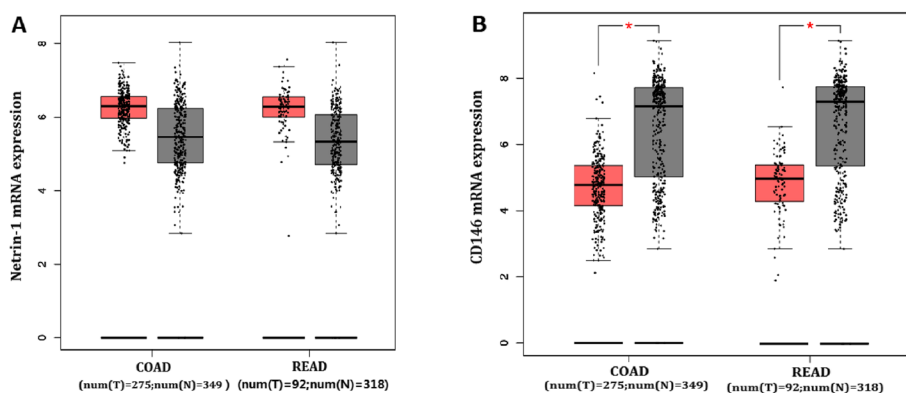 A
Netrin-1 mRNA expression
8
6
4
2
0
COAD
(num(T)=275;num(N)=349 )
READ
(num(T)=92;num(N)=318)
B
CD146 mRNA expression
8
6
4
2
0
*
*
COAD
(num(T)=275;num(N)=349)
READ
(num(T)=92;num(N)=318)